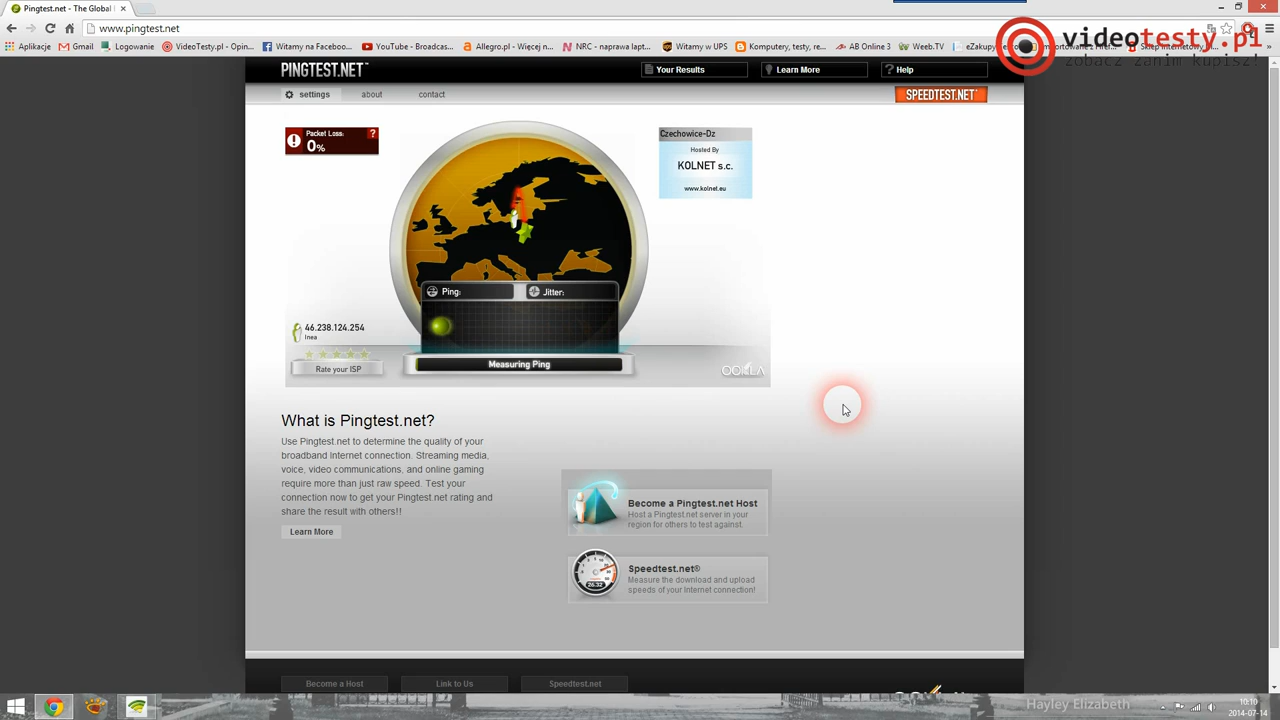 Pingtest.net - The Global
www.pingtest.net
Aplikacje
Gmail
Logowanie
VideoTesty.pl - Opin...
Witamy na Faceboo...
YouTube - Broadcas...
Allegro.pl - Więcej n...
NRC - naprawa lapt...
Witamy w UPS
Komputery, testy, re...
AB Online 3
Weeb.TV
eZakupy
Sklep internetowy
videotesty.pl
zobacz zanim kupisz!
PINGTEST.NET™
Your Results
Learn More
Help
settings
about
contact
SPEEDTEST.NET
Packet Loss:
0%
?
Czechowice-Dz
Hosted By
KOLNET s.c.
www.kolnet.eu
Ping:
Jitter:
46.238.124.254
Inea
Rate your ISP
Measuring Ping
OOKLA
What is Pingtest.net?
Use Pingtest.net to determine the quality of your
broadband Internet connection. Streaming media,
voice, video communications, and online gaming
require more than just raw speed. Test your
connection now to get your Pingtest.net rating and
share the result with others!!
Learn More
Become a Pingtest.net Host
Host a Pingtest.net server in your
region for others to test against.
Speedtest.net®
Measure the download and upload
speeds of your Internet connection!
26.32
Become a Host
Link to Us
Speedtest.net
Hayley Elizabeth
10:10
2014-07-14